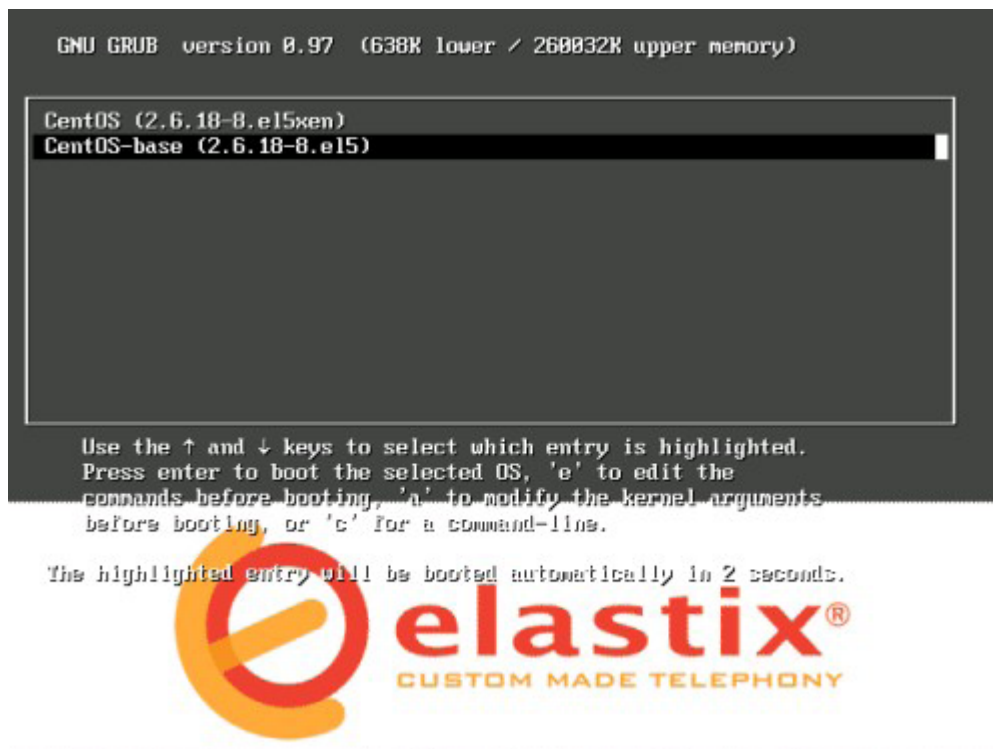 GNU GRUB version 0.97 (638K lower / 260032K upper memory)
CentOS (2.6.18-8.el5xen)
CentOS-base (2.6.18-8.el5)
Use the ↑ and ↓ keys to select which entry is highlighted.
Press enter to boot the selected OS, 'e' to edit the
commands before booting, 'a' to modify the kernel arguments
before booting, or 'c' for a command-line.
The highlighted entry will be booted automatically in 2 seconds.
elastix®
CUSTOM MADE TELEPHONY